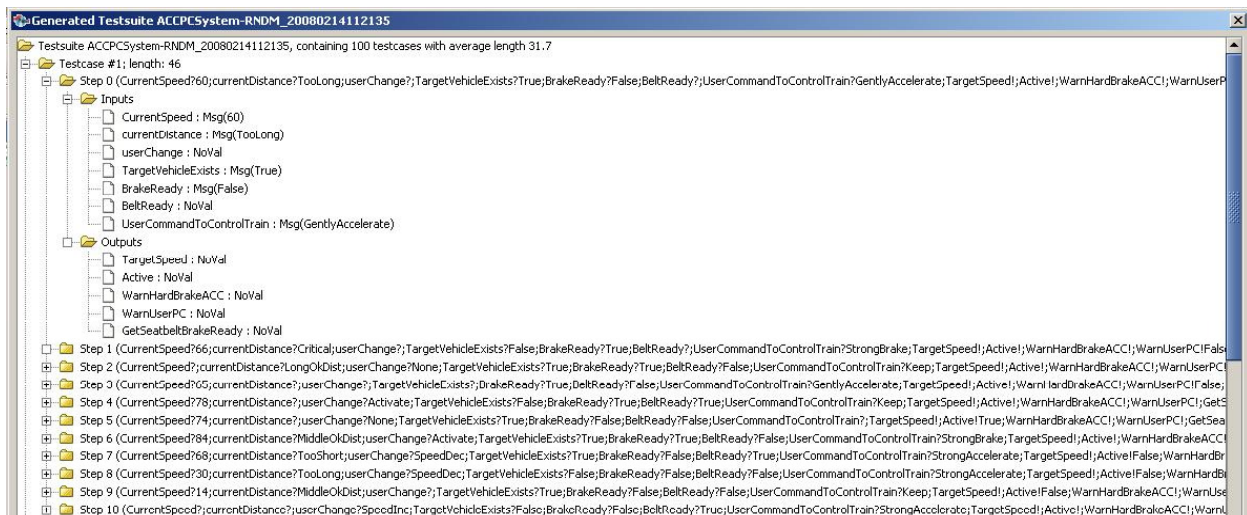 Generated Testsuite ACCPCSystem-RNDM_20080214112135
Testsuite ACCPCSystem-RNDM_20080214112135, containing 100 testcases with average length 31.7
Testcase #1; length: 46
Step 0 (CurrentSpeed?60;currentDistance?TooLong;userChange?;TargetVehicleExists?True;BrakeReady?False;BeltReady?;UserCommandToControlTrain?GentlyAccelerate;TargetSpeed!;Active!;WarnHardBrakeACC!;WarnUserP
Inputs
CurrentSpeed : Msg(60)
currentDistance : Msg(TooLong)
userChange : NoVal
TargetVehicleExists : Msg(True)
BrakeReady : Msg(False)
BeltReady : NoVal
UserCommandToControlTrain : Msg(GentlyAccelerate)
Outputs
TargetSpeed : NoVal
Active : NoVal
WarnHardBrakeACC : NoVal
WarnUserPC : NoVal
GetSeatbeltBrakeReady : NoVal
Step 1 (CurrentSpeed?66;currentDistance?Critical;userChange?;TargetVehicleExists?False;BrakeReady?True;BeltReady?;UserCommandToControlTrain?StrongBrake;TargetSpeed!;Active!;WarnHardBrakeACC!;WarnUserPC!False
Step 2 (CurrentSpeed?;currentDistance?LongOkDist;userChange?None;TargetVehicleExists?True;BrakeReady?True;BeltReady?False;UserCommandToControlTrain?Keep;TargetSpeed!;Active!;WarnHardBrakeACC!;WarnUserPC!
Step 3 (CurrentSpeed?65;currentDistance?;userChange?;TargetVehicleExists?;BrakeReady?True;BeltReady?False;UserCommandToControlTrain?GentlyAccelerate;TargetSpeed!;Active!;WarnHardBrakeACC!;WarnUserPC!False;
Step 4 (CurrentSpeed?78;currentDistance?;userChange?Activate;TargetVehicleExists?False;BrakeReady?True;BeltReady?True;UserCommandToControlTrain?Keep;TargetSpeed!;Active!;WarnHardBrakeACC!;WarnUserPC!;GetS
Step 5 (CurrentSpeed?74;currentDistance?;userChange?None;TargetVehicleExists?True;BrakeReady?False;BeltReady?False;UserCommandToControlTrain?;TargetSpeed!;Active!True;WarnHardBrakeACC!;WarnUserPC!;GetSea
Step 6 (CurrentSpeed?84;currentDistance?MiddleOkDist;userChange?Activate;TargetVehicleExists?True;BrakeReady?True;BeltReady?False;UserCommandToControlTrain?StrongBrake;TargetSpeed!;Active!;WarnHardBrakeACC!
Step 7 (CurrentSpeed?68;currentDistance?TooShort;userChange?SpeedDec;TargetVehicleExists?True;BrakeReady?False;BeltReady?True;UserCommandToControlTrain?StrongAccelerate;TargetSpeed!;Active!False;WarnHardBr
Step 8 (CurrentSpeed?30;currentDistance?TooLong;userChange?SpeedDec;TargetVehicleExists?False;BrakeReady?False;BeltReady?False;UserCommandToControlTrain?StrongAccelerate;TargetSpeed!;Active!False;WarnHardBr
Step 9 (CurrentSpeed?14;currentDistance?MiddleOkDist;userChange?;TargetVehicleExists?True;BrakeReady?False;BeltReady?False;UserCommandToControlTrain?Keep;TargetSpeed!;Active!False;WarnHardBrakeACC!;WarnUse
Step 10 (CurrentSpeed?;currentDistance?;userChange?SpeedInc;TargetVehicleExists?False;BrakeReady?False;BeltReady?True;UserCommandToControlTrain?StrongAccelerate;TargetSpeed!;Active!;WarnHardBrakeACC!;WarnU